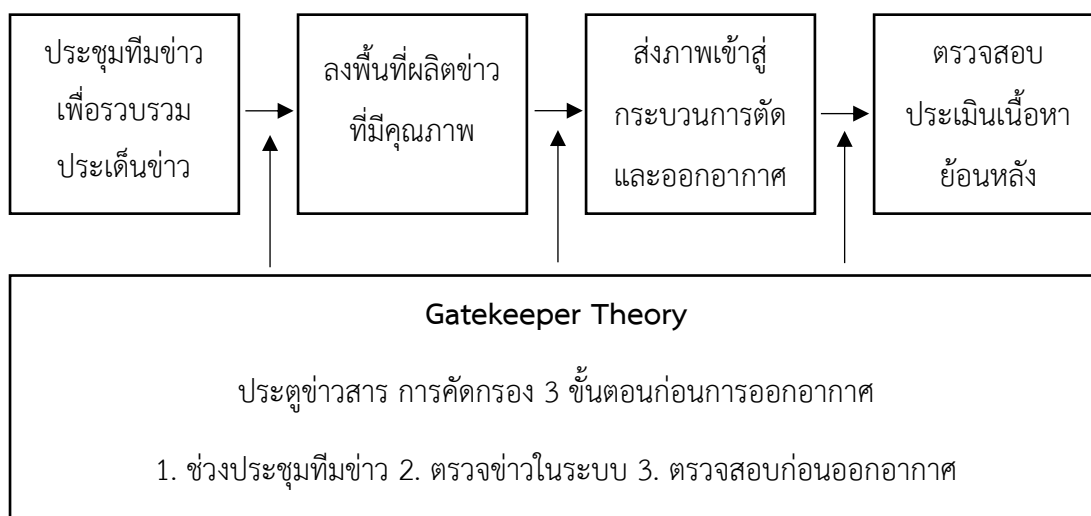 ประชุมทีมข่าว
เพื่อรวบรวม
ประเด็นข่าว
ลงพื้นที่ผลิตข่าว
ที่มีคุณภาพ
ส่งภาพเข้าสู่
กระบวนการตัด
และออกอากาศ
ตรวจสอบ
ประเมินเนื้อหา
ย้อนหลัง
Gatekeeper Theory
ประตูข่าวสาร การคัดกรอง 3 ขั้นตอนก่อนการออกอากาศ
1. ช่วงประชุมทีมข่าว 2. ตรวจข่าวในระบบ 3. ตรวจสอบก่อนออกอากาศ